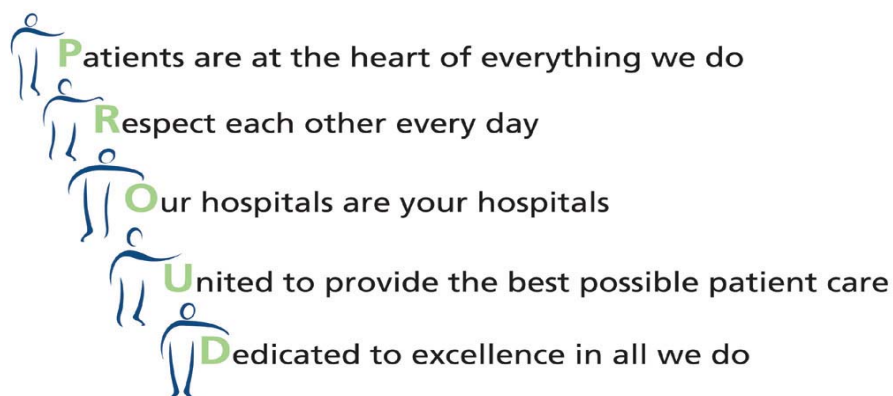 Patients are at the heart of everything we do
Respect each other every day
Our hospitals are your hospitals
United to provide the best possible patient care
Dedicated to excellence in all we do